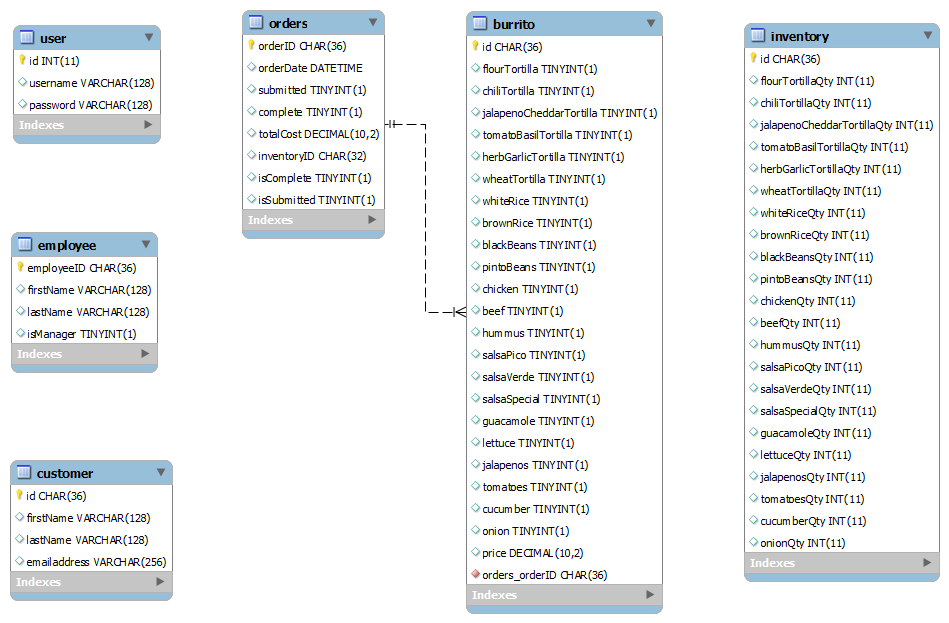 user
id INT(11)
username VARCHAR(128)
password VARCHAR(128)
Indexes
employee
employeeID CHAR(36)
firstName VARCHAR(128)
lastName VARCHAR(128)
isManager TINYINT(1)
Indexes
customer
id CHAR(36)
firstName VARCHAR(128)
lastName VARCHAR(128)
emailaddress VARCHAR(256)
Indexes
orders
orderID CHAR(36)
orderDate DATETIME
submitted TINYINT(1)
complete TINYINT(1)
totalCost DECIMAL(10,2)
inventoryID CHAR(32)
isComplete TINYINT(1)
isSubmitted TINYINT(1)
Indexes
burrito
id CHAR(36)
flourTortilla TINYINT(1)
chiliTortilla TINYINT(1)
jalapenoCheddarTortilla TINYINT(1)
tomatoBasilTortilla TINYINT(1)
herbGarlicTortilla TINYINT(1)
wheatTortilla TINYINT(1)
whiteRice TINYINT(1)
brownRice TINYINT(1)
blackBeans TINYINT(1)
pintoBeans TINYINT(1)
chicken TINYINT(1)
beef TINYINT(1)
hummus TINYINT(1)
salsaPico TINYINT(1)
salsaVerde TINYINT(1)
salsaSpecial TINYINT(1)
guacamole TINYINT(1)
lettuce TINYINT(1)
jalapenos TINYINT(1)
tomatoes TINYINT(1)
cucumber TINYINT(1)
onion TINYINT(1)
price DECIMAL(10,2)
orders_orderID CHAR(36)
Indexes
inventory
id CHAR(36)
flourTortillaQty INT(11)
chiliTortillaQty INT(11)
jalapenoCheddarTortillaQty INT(11)
tomatoBasilTortillaQty INT(11)
herbGarlicTortillaQty INT(11)
wheatTortillaQty INT(11)
whiteRiceQty INT(11)
brownRiceQty INT(11)
blackBeansQty INT(11)
pintoBeansQty INT(11)
chickenQty INT(11)
beefQty INT(11)
hummusQty INT(11)
salsaPicoQty INT(11)
salsaVerdeQty INT(11)
salsaSpecialQty INT(11)
guacamoleQty INT(11)
lettuceQty INT(11)
jalapenosQty INT(11)
tomatoesQty INT(11)
cucumberQty INT(11)
onionQty INT(11)
Indexes